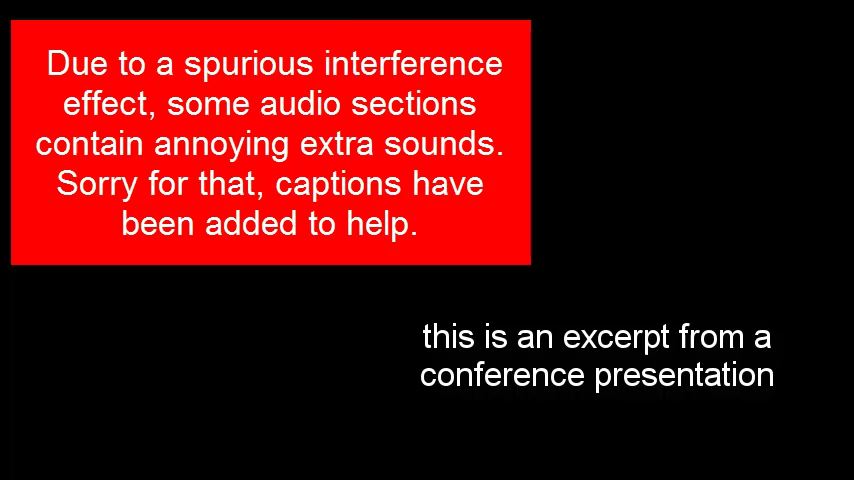 Due to a spurious interference
effect, some audio sections
contain annoying extra sounds.
Sorry for that, captions have
been added to help.
this is an excerpt from a
conference presentation